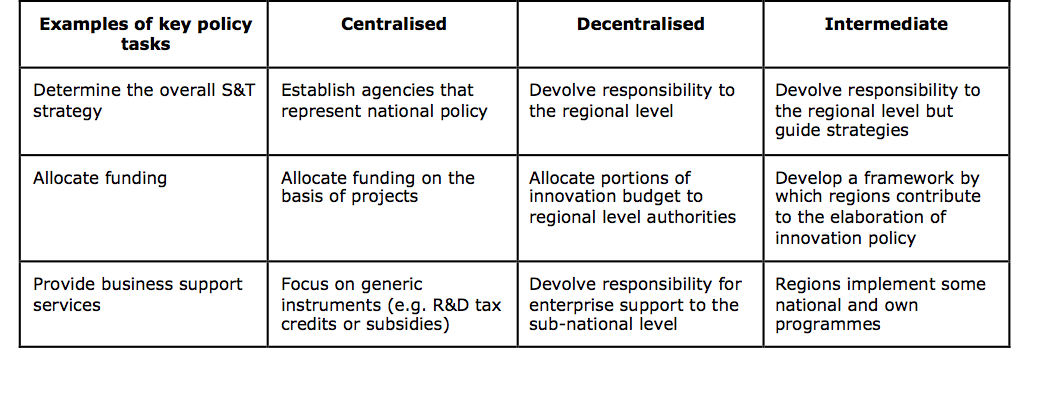 Examples of key policy
tasks
Centralised
Decentralised
Intermediate
Determine the overall S&T
strategy
Establish agencies that
represent national policy
Devolve responsibility to
the regional level
Devolve responsibility to
the regional level but
guide strategies
Allocate funding
Allocate funding on the
basis of projects
Allocate portions of
innovation budget to
regional level authorities
Develop a framework by
which regions contribute
to the elaboration of
innovation policy
Provide business support
services
Focus on generic
instruments (e.g. R&D tax
credits or subsidies)
Devolve responsibility for
enterprise support to the
sub-national level
Regions implement some
national and own
programmes